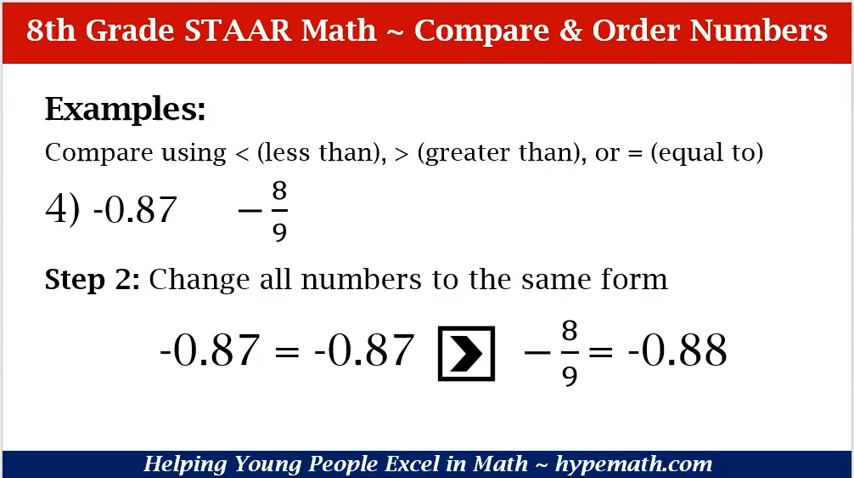 8th Grade STAAR Math ~ Compare & Order Numbers
Examples:
Compare using < (less than), > (greater than), or = (equal to)
4) -0.87 − 8/9
Step 2: Change all numbers to the same form
-0.87 = -0.87 > − 8/9 = -0.88
Helping Young People Excel in Math ~ hypemath.com